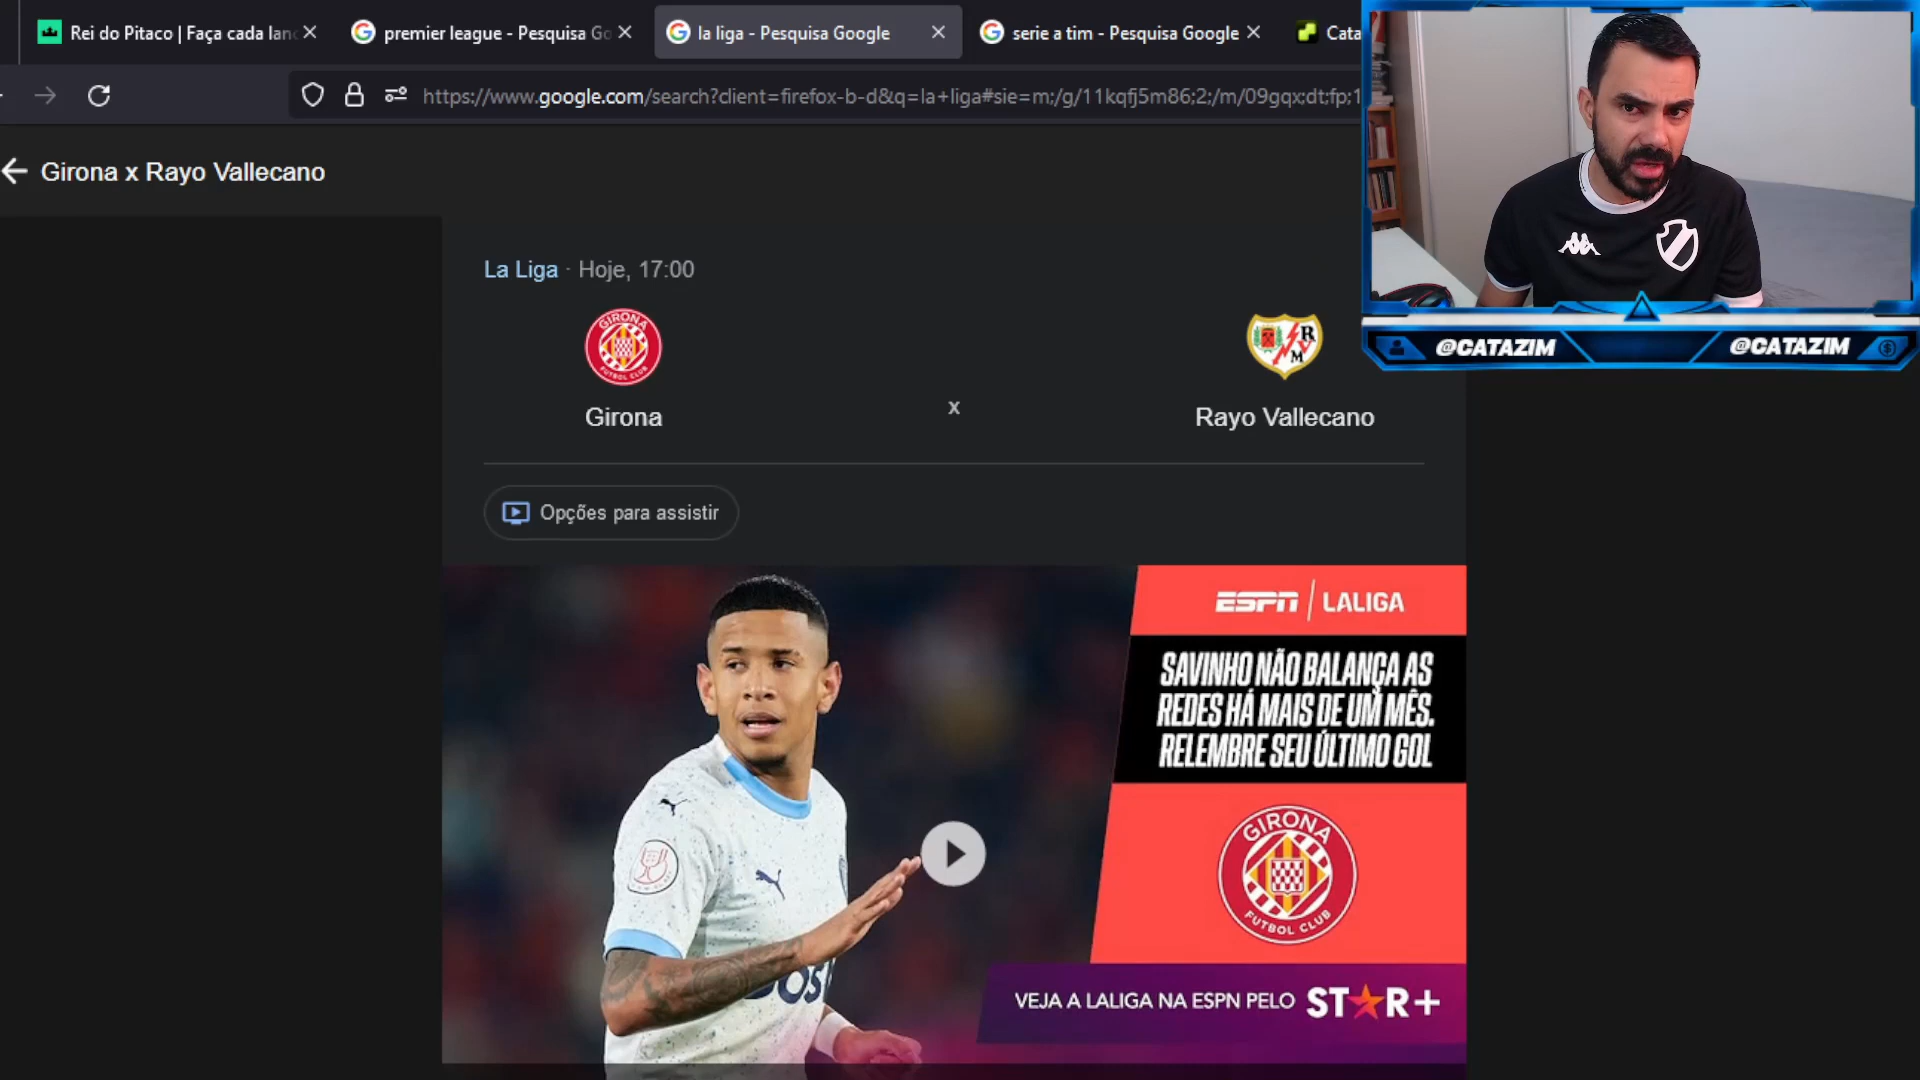 Rei do Pitaco | Faça cada lan
premier league - Pesquisa Go
la liga - Pesquisa Google
serie a tim - Pesquisa Google
Cata
https://www.google.com/search?client=firefox-b-d&q=la+liga#sie=m;/g/11kqfj5m86;2;/m/09gqx;dt;fp;1
Girona x Rayo Vallecano
La Liga · Hoje, 17:00
Girona
x
Rayo Vallecano
Opções para assistir
@CATAZIM
@CATAZIM
GIRONA
FUTBOL CLUB
R
V
M
ESPN | LALIGA
SAVINHO NÃO BALANÇA AS
REDES HÁ MAIS DE UM MÊS.
RELEMBRE SEU ÚLTIMO GOL
GIRONA
FUTBOL CLUB
VEJA A LALIGA NA ESPN PELO STAR+